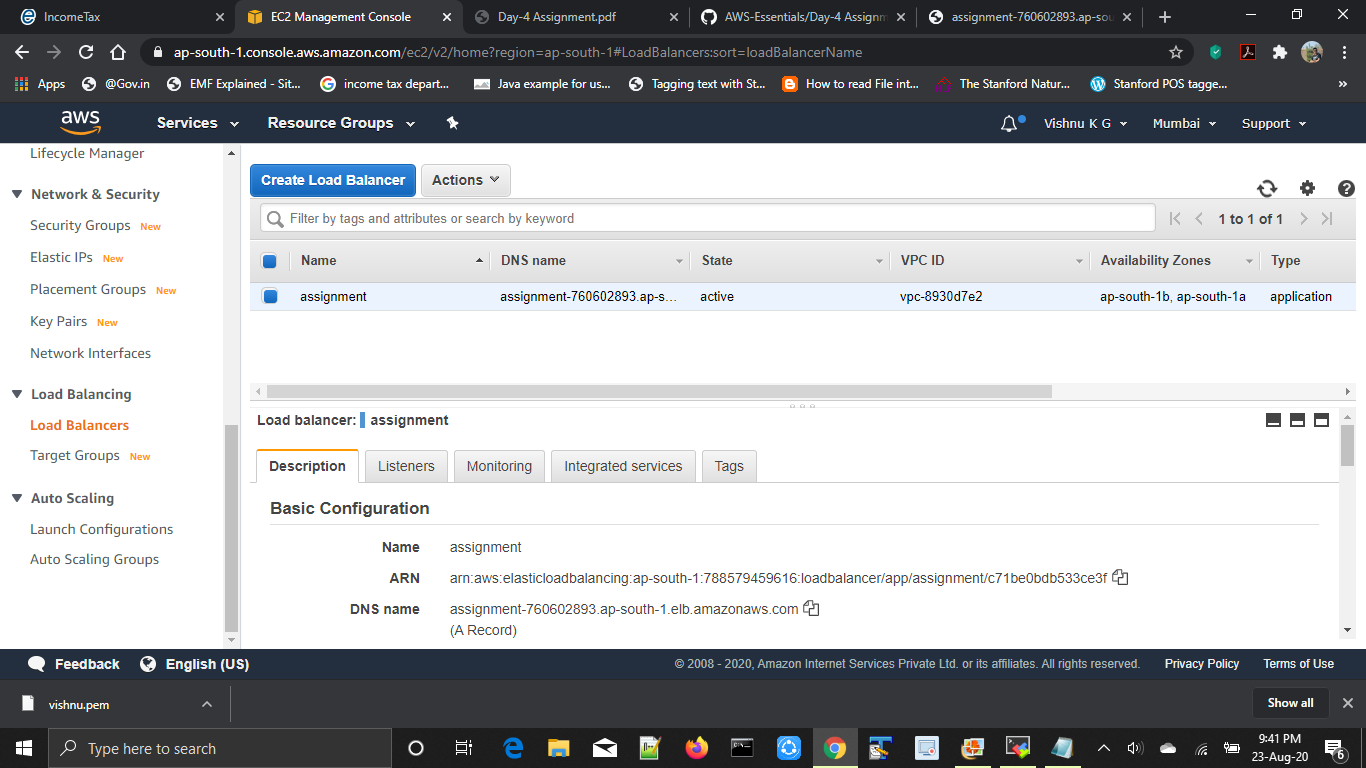 IncomeTax
EC2 Management Console
Day-4 Assignment.pdf
AWS-Essentials/Day-4 Assignm
assignment-760602893.ap-sou
ap-south-1.console.aws.amazon.com/ec2/v2/home?region=ap-south-1#LoadBalancers:sort=loadBalancerName
Apps
@Gov.in
EMF Explained - Sit...
income tax depart...
Java example for us...
Tagging text with St...
How to read File int...
The Stanford Natur...
Stanford POS tagge...
»
aws
Services
Resource Groups
Vishnu K G
Mumbai
Support
Lifecycle Manager
Network & Security
Security Groups New
Elastic IPs New
Placement Groups New
Key Pairs New
Network Interfaces
Load Balancing
Load Balancers
Target Groups New
Auto Scaling
Launch Configurations
Auto Scaling Groups
Create Load Balancer
Actions
Filter by tags and attributes or search by keyword
1 to 1 of 1
Name DNS name State VPC ID Availability Zones Type
assignment assignment-760602893.ap-s... active vpc-8930d7e2 ap-south-1b, ap-south-1a application
Load balancer: assignment
Description Listeners Monitoring Integrated services Tags
Basic Configuration
Name assignment
ARN arn:aws:elasticloadbalancing:ap-south-1:788579459616:loadbalancer/app/assignment/c71be0bdb533ce3f
DNS name assignment-760602893.ap-south-1.elb.amazonaws.com
(A Record)
Feedback English (US)
© 2008 - 2020, Amazon Internet Services Private Ltd. or its affiliates. All rights reserved. Privacy Policy Terms of Use
vishnu.pem
Show all
Type here to search
9:41 PM
23-Aug-20
6